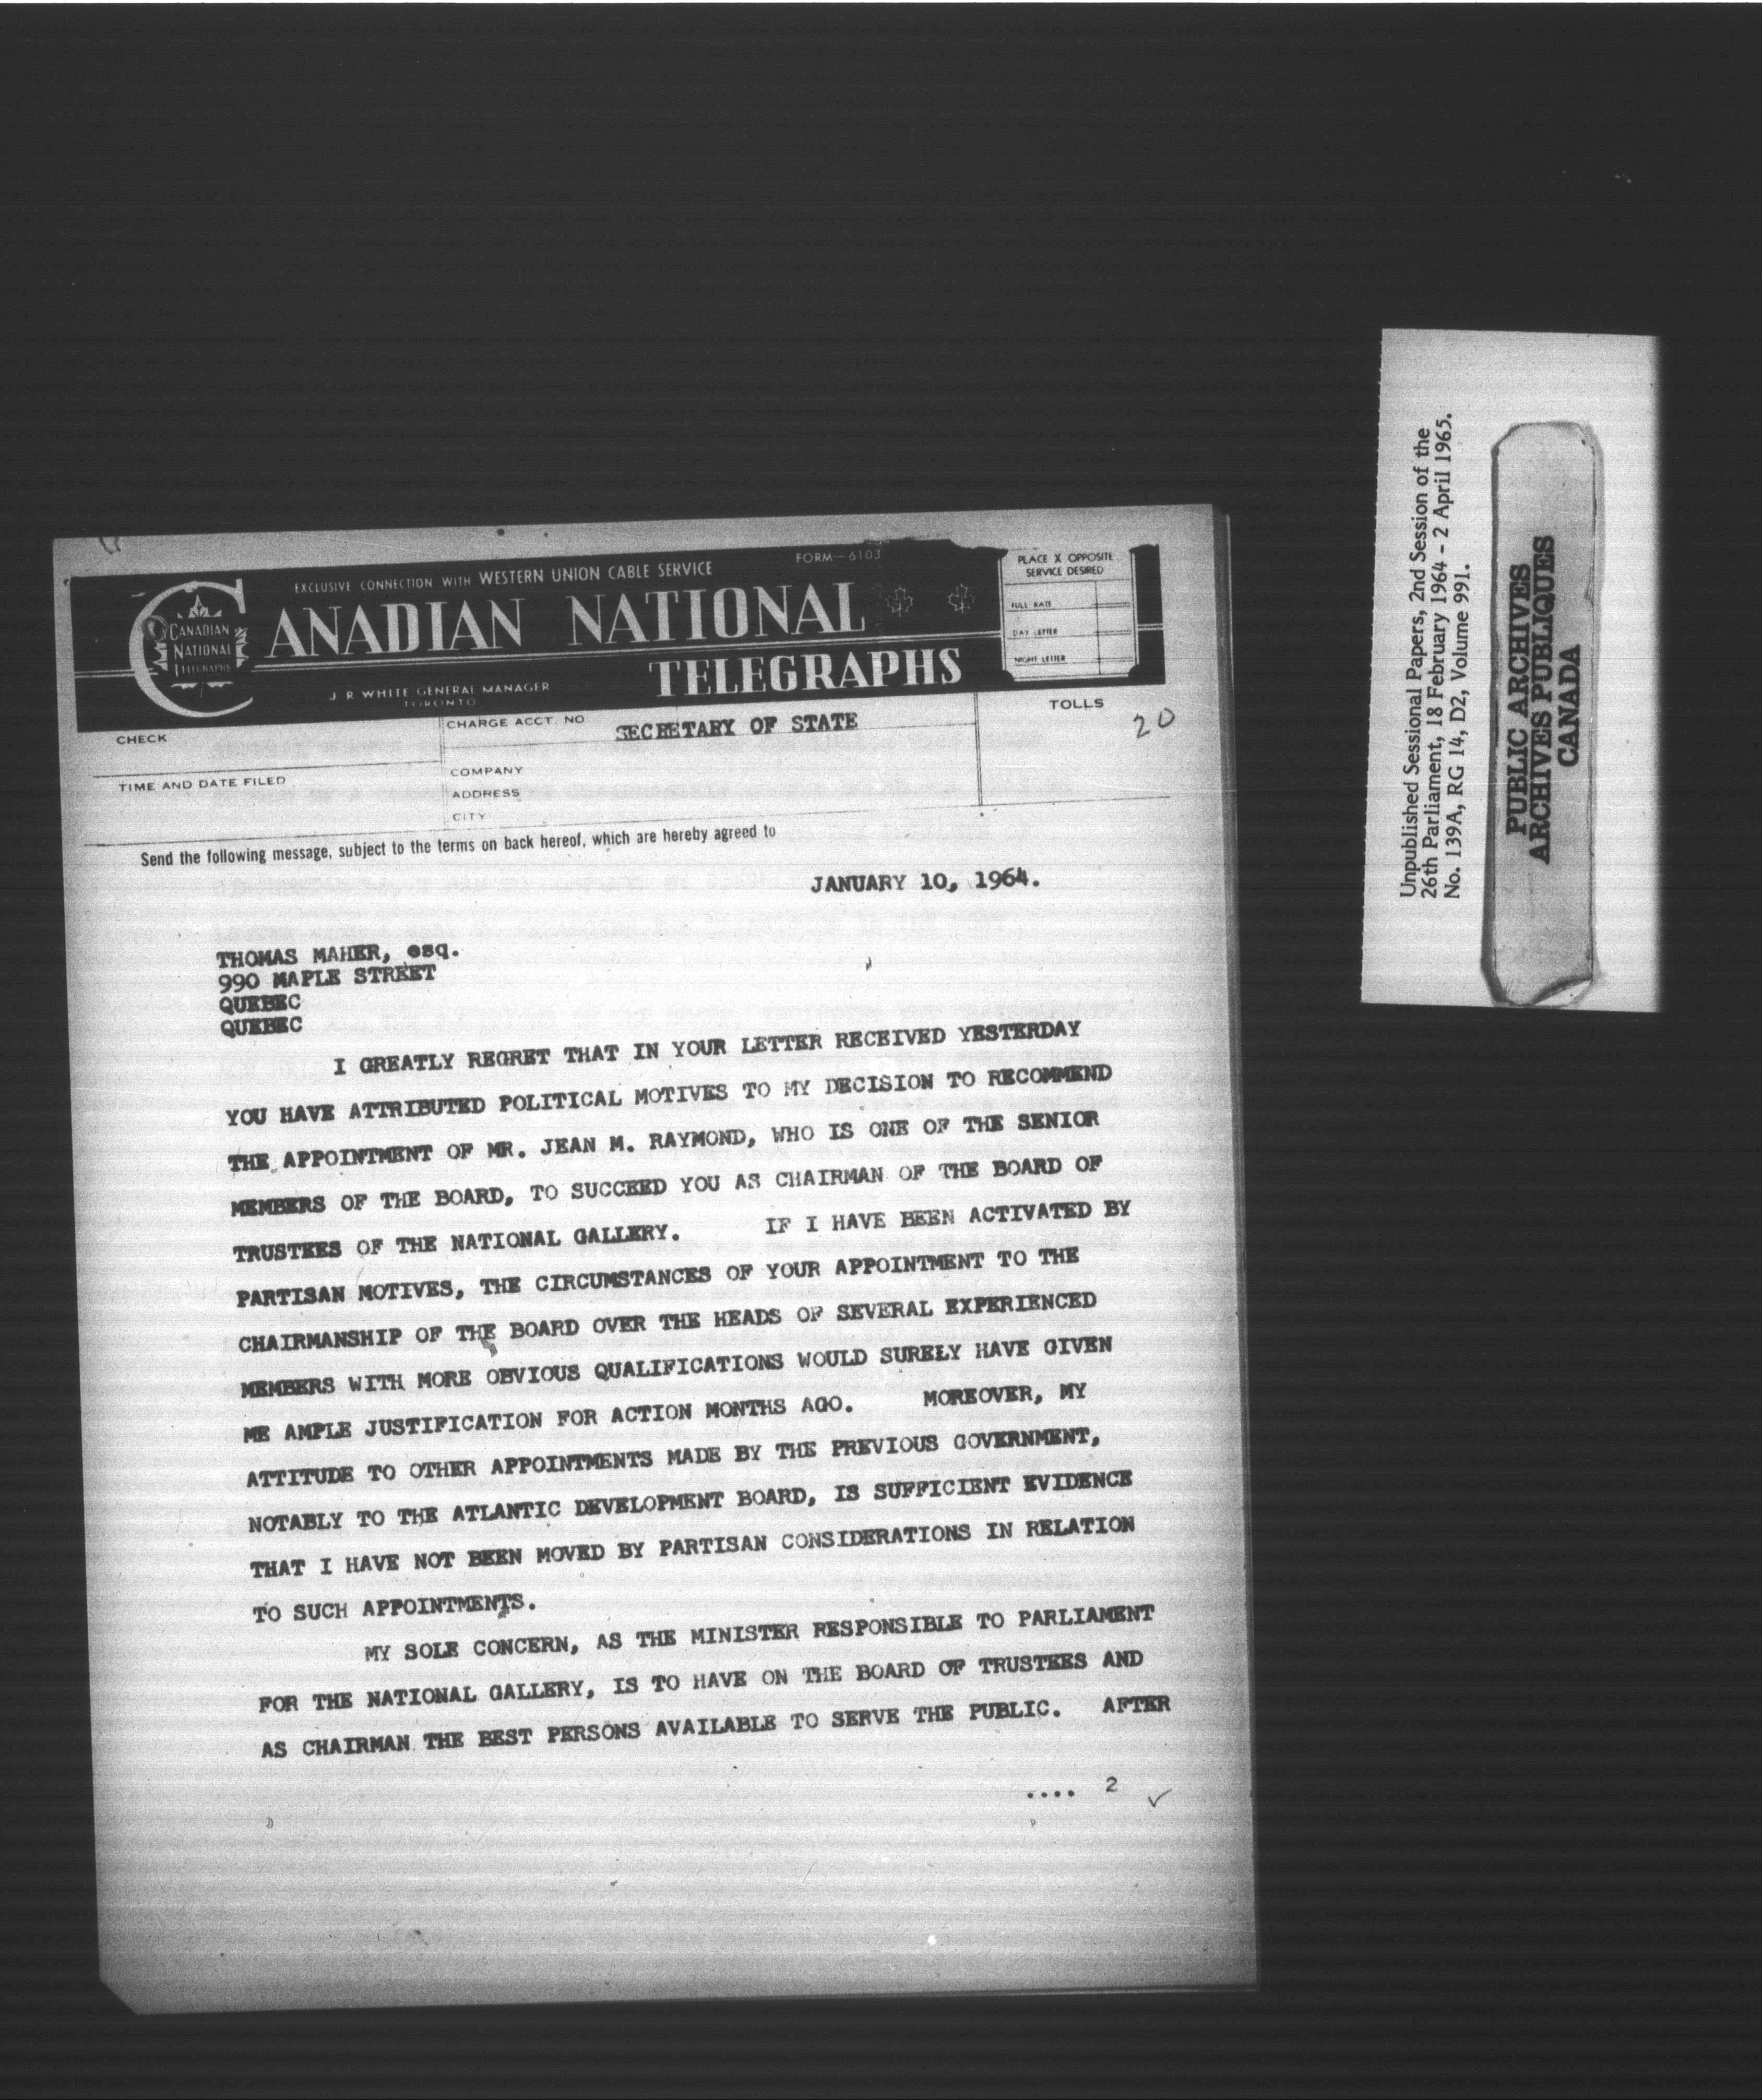 EXCLUSIVE CONNECTION WITH WESTERN UNION CABLE SERVICE
FORM—6103
CANADIAN NATIONAL
TELEGRAPHS
CANADIAN
NATIONAL
TELEGRAPHS
J R WHITE GENERAL MANAGER
TORONTO
PLACE X OPPOSITE
SERVICE DESIRED
FULL RATE
DAY LETTER
NIGHT LETTER
CHECK
TIME AND DATE FILED
CHARGE ACCT. NO SECRETARY OF STATE
COMPANY
ADDRESS
CITY
TOLLS
20
Send the following message, subject to the terms on back hereof, which are hereby agreed to
JANUARY 10, 1964.
THOMAS MAHER, esq.
990 MAPLE STREET
QUEBEC
QUEBEC
I GREATLY REGRET THAT IN YOUR LETTER RECEIVED YESTERDAY
YOU HAVE ATTRIBUTED POLITICAL MOTIVES TO MY DECISION TO RECOMMEND
THE APPOINTMENT OF MR. JEAN M. RAYMOND, WHO IS ONE OF THE SENIOR
MEMBERS OF THE BOARD, TO SUCCEED YOU AS CHAIRMAN OF THE BOARD OF
TRUSTEES OF THE NATIONAL GALLERY. IF I HAVE BEEN ACTIVATED BY
PARTISAN MOTIVES, THE CIRCUMSTANCES OF YOUR APPOINTMENT TO THE
CHAIRMANSHIP OF THE BOARD OVER THE HEADS OF SEVERAL EXPERIENCED
MEMBERS WITH MORE OBVIOUS QUALIFICATIONS WOULD SURELY HAVE GIVEN
ME AMPLE JUSTIFICATION FOR ACTION MONTHS AGO. MOREOVER, MY
ATTITUDE TO OTHER APPOINTMENTS MADE BY THE PREVIOUS GOVERNMENT,
NOTABLY TO THE ATLANTIC DEVELOPMENT BOARD, IS SUFFICIENT EVIDENCE
THAT I HAVE NOT BEEN MOVED BY PARTISAN CONSIDERATIONS IN RELATION
TO SUCH APPOINTMENTS.
MY SOLE CONCERN, AS THE MINISTER RESPONSIBLE TO PARLIAMENT
FOR THE NATIONAL GALLERY, IS TO HAVE ON THE BOARD OF TRUSTEES AND
AS CHAIRMAN THE BEST PERSONS AVAILABLE TO SERVE THE PUBLIC. AFTER
.... 2
Unpublished Sessional Papers, 2nd Session of the
26th Parliament, 18 February 1964 - 2 April 1965.
No. 139A, RG 14, D2, Volume 991.
PUBLIC ARCHIVES
ARCHIVES PUBLIQUES
CANADA